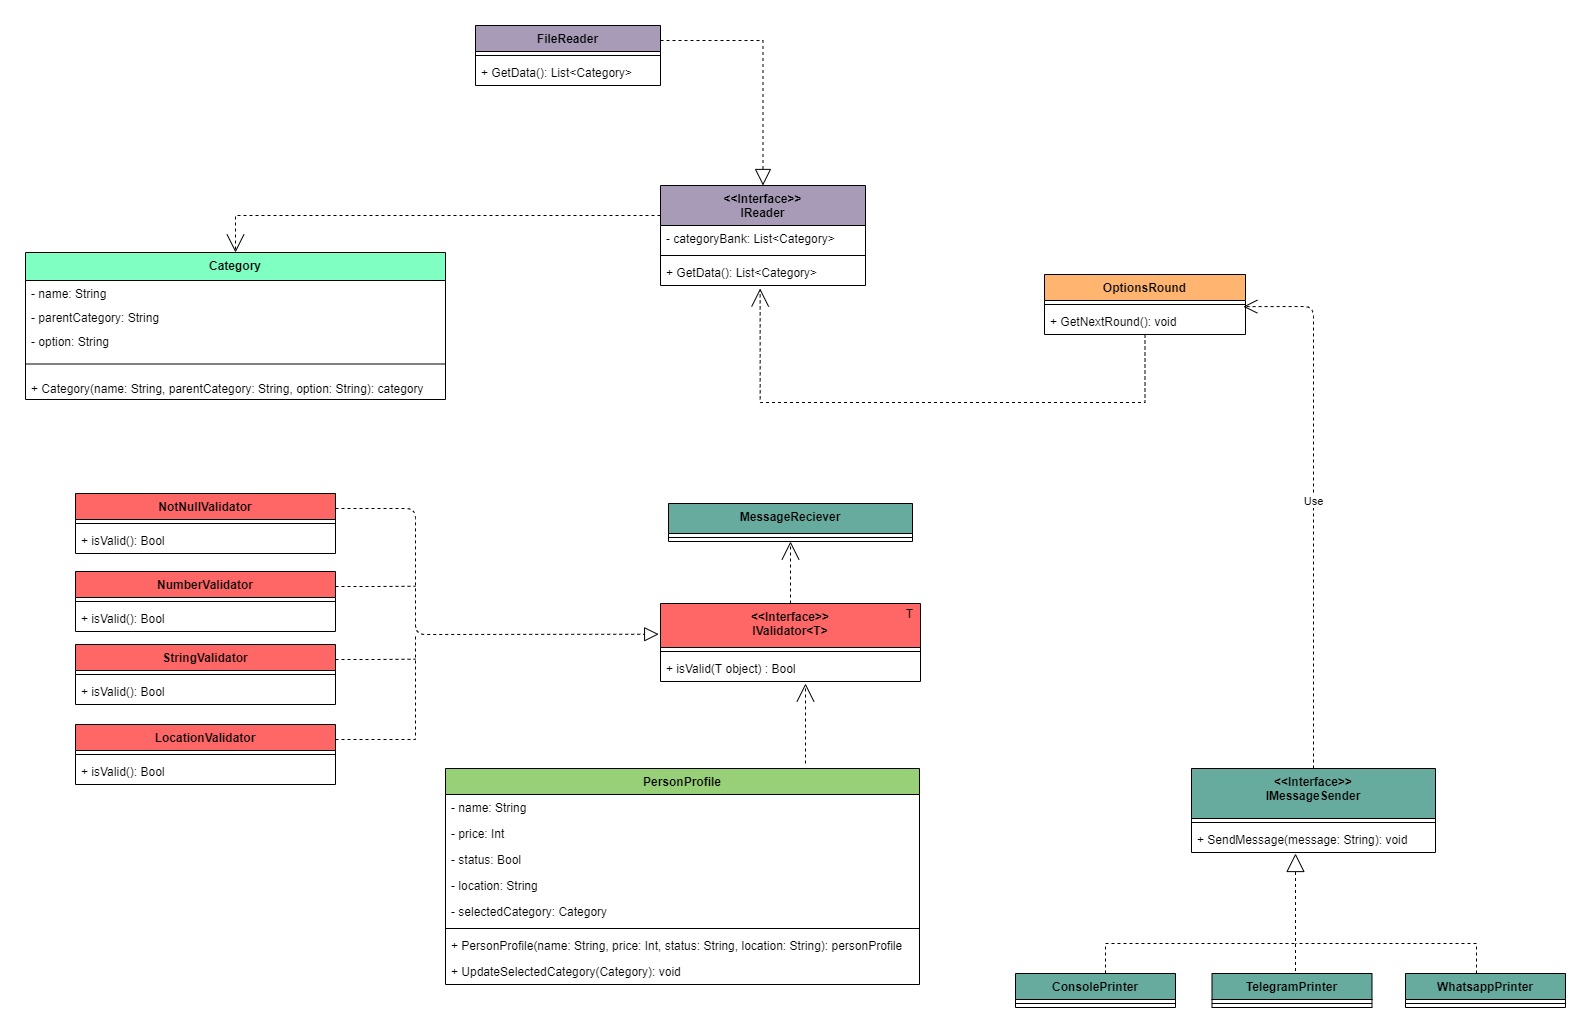 FileReader
+ GetData(): List<Category>
<<Interface>>
IReader
- categoryBank: List<Category>
+ GetData(): List<Category>
Category
- name: String
- parentCategory: String
- option: String
+ Category(name: String, parentCategory: String, option: String): category
OptionsRound
+ GetNextRound(): void
Use
NotNullValidator
+ isValid(): Bool
NumberValidator
+ isValid(): Bool
StringValidator
+ isValid(): Bool
LocationValidator
+ isValid(): Bool
MessageReciever
<<Interface>>
T
IValidator<T>
+ isValid(T object) : Bool
PersonProfile
- name: String
- price: Int
- status: Bool
- location: String
- selectedCategory: Category
+ PersonProfile(name: String, price: Int, status: String, location: String): personProfile
+ UpdateSelectedCategory(Category): void
<<Interface>>
IMessageSender
+ SendMessage(message: String): void
ConsolePrinter
TelegramPrinter
WhatsappPrinter